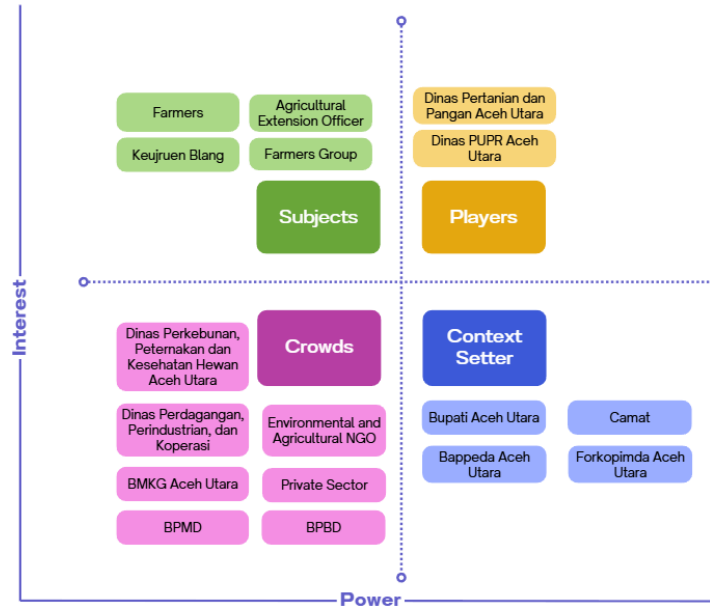 Farmers
Agricultural
Extension Officer
Keujruen Blang
Farmers Group
Subjects
Dinas Pertanian dan
Pangan Aceh Utara
Dinas PUPR Aceh
Utara
Players
Interest
Dinas Perkebunan,
Peternakan dan
Kesehatan Hewan
Aceh Utara
Crowds
Dinas Perdagangan,
Perindustrian, dan
Koperasi
Environmental and
Agricultural NGO
BMKG Aceh Utara
Private Sector
BPMD
BPBD
Context
Setter
Bupati Aceh Utara
Camat
Bappeda Aceh
Utara
Forkopimda Aceh
Utara
Power